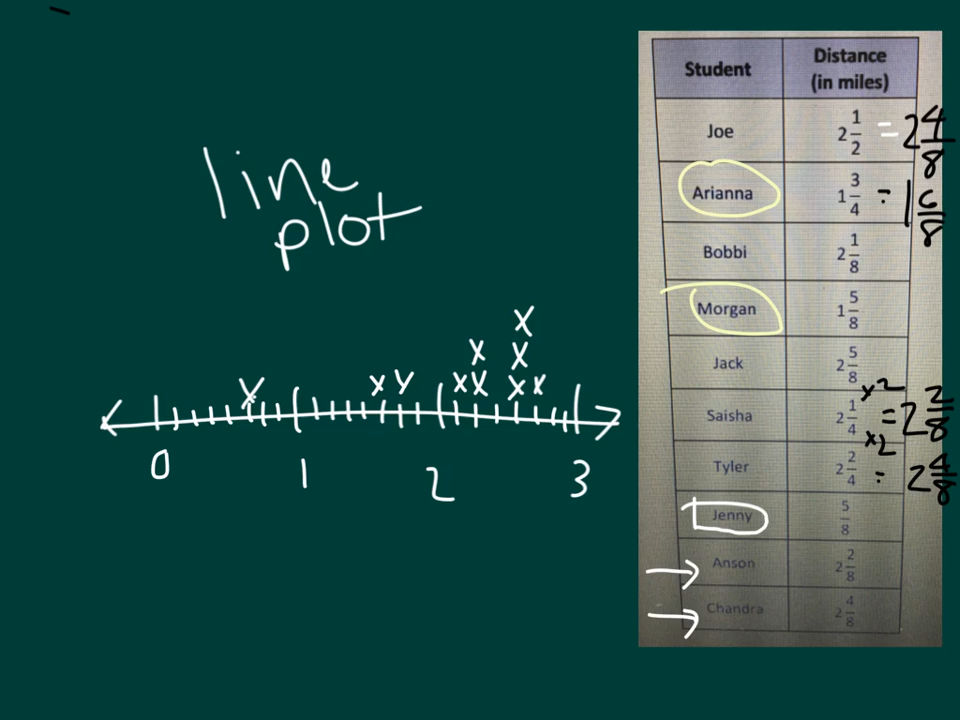 line
plot
X
X X
X Y X X X X
X
0 1 2 3
Student Distance (in miles)
Joe 2 1/2 = 2 4/8
Arianna 1 3/4 = 1 6/8
Bobbi 2 1/8
Morgan 1 5/8
Jack 2 5/8
x2
Saisha 2 1/4 = 2 2/8
x2
Tyler 2 2/4 = 2 4/8
Jenny 5/8
Anson 2 2/8
Chandra 2 4/8